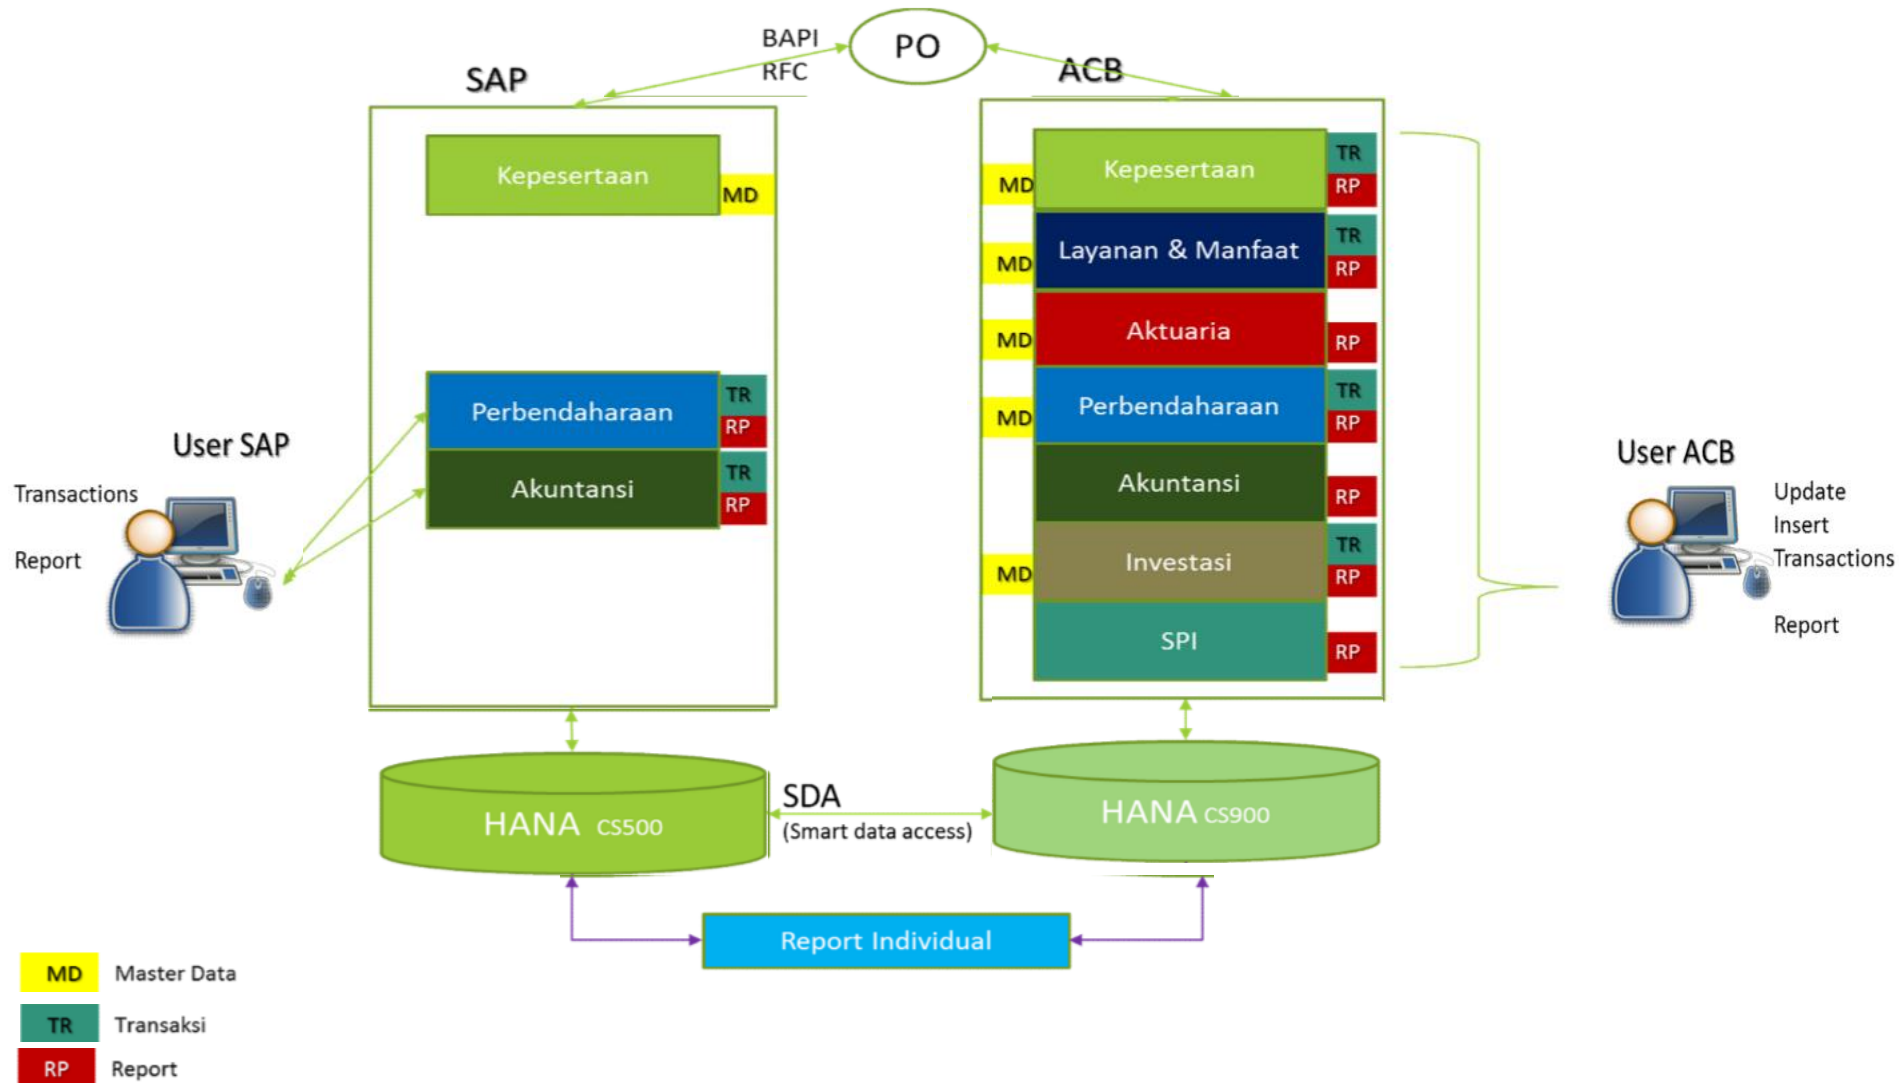 BAPI
RFC
PO
SAP
ACB
Kepesertaan
MD
Perbendaharaan
TR
RP
Akuntansi
TR
RP
MD
Kepesertaan
TR
RP
MD
Layanan & Manfaat
TR
RP
MD
Aktuaria
RP
MD
Perbendaharaan
TR
RP
Akuntansi
RP
MD
Investasi
TR
RP
SPI
RP
User SAP
Transactions
Report
User ACB
Update
Insert
Transactions
Report
HANA CS500
SDA
(Smart data access)
HANA CS900
Report Individual
MD Master Data
TR Transaksi
RP Report